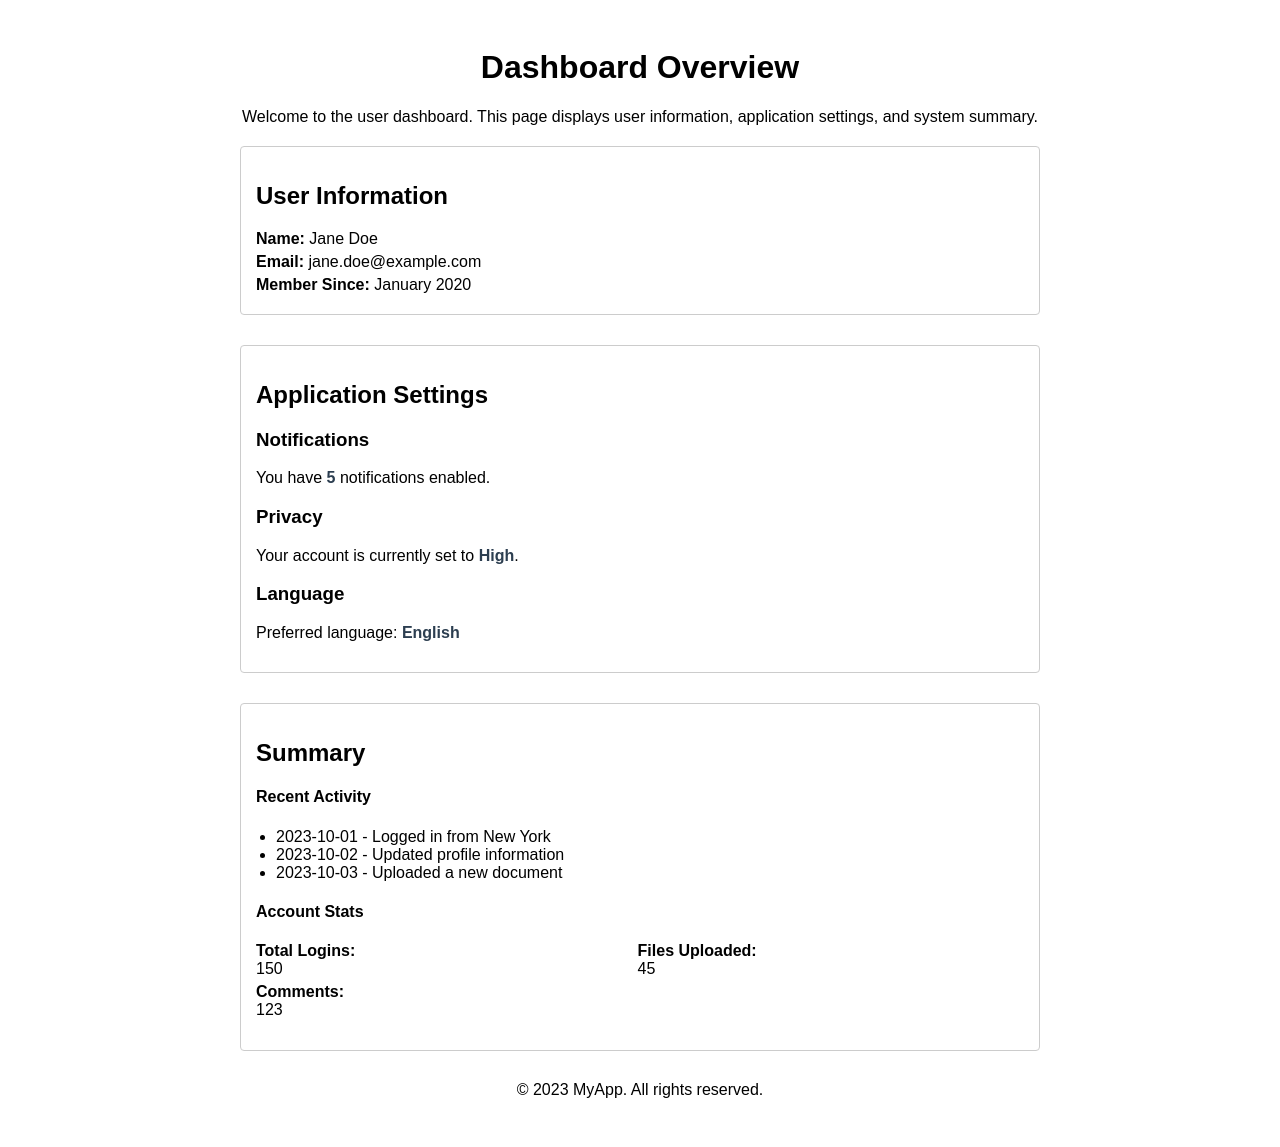 Dashboard Overview
Welcome to the user dashboard. This page displays user information, application settings, and system summary.
User Information
Name: Jane Doe
Email: jane.doe@example.com
Member Since: January 2020
Application Settings
Notifications
You have 5 notifications enabled.
Privacy
Your account is currently set to High.
Language
Preferred language: English
Summary
Recent Activity
• 2023-10-01 - Logged in from New York
• 2023-10-02 - Updated profile information
• 2023-10-03 - Uploaded a new document
Account Stats
Total Logins:
150
Files Uploaded:
45
Comments:
123
© 2023 MyApp. All rights reserved.